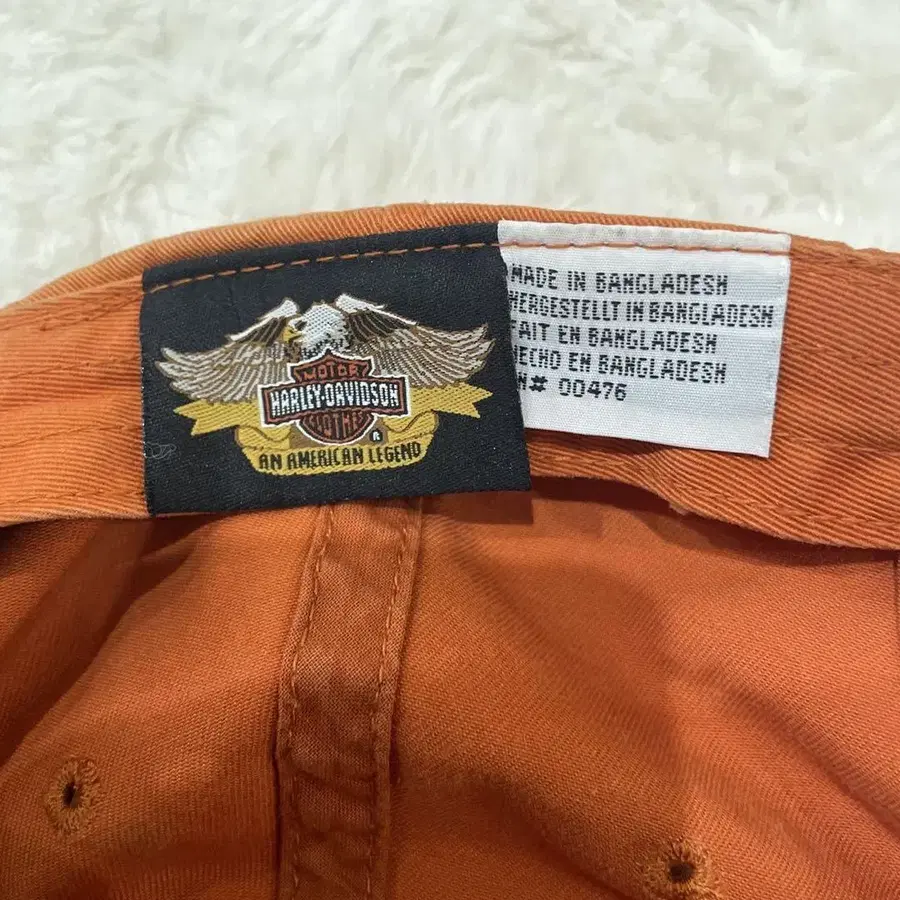 MOTOR
HARLEY-DAVIDSON
CLOTHES
®
AN AMERICAN LEGEND
MADE IN BANGLADESH
HERGESTELLT IN BANGLADESH
FAIT EN BANGLADESH
HECHO EN BANGLADESH
# 00476